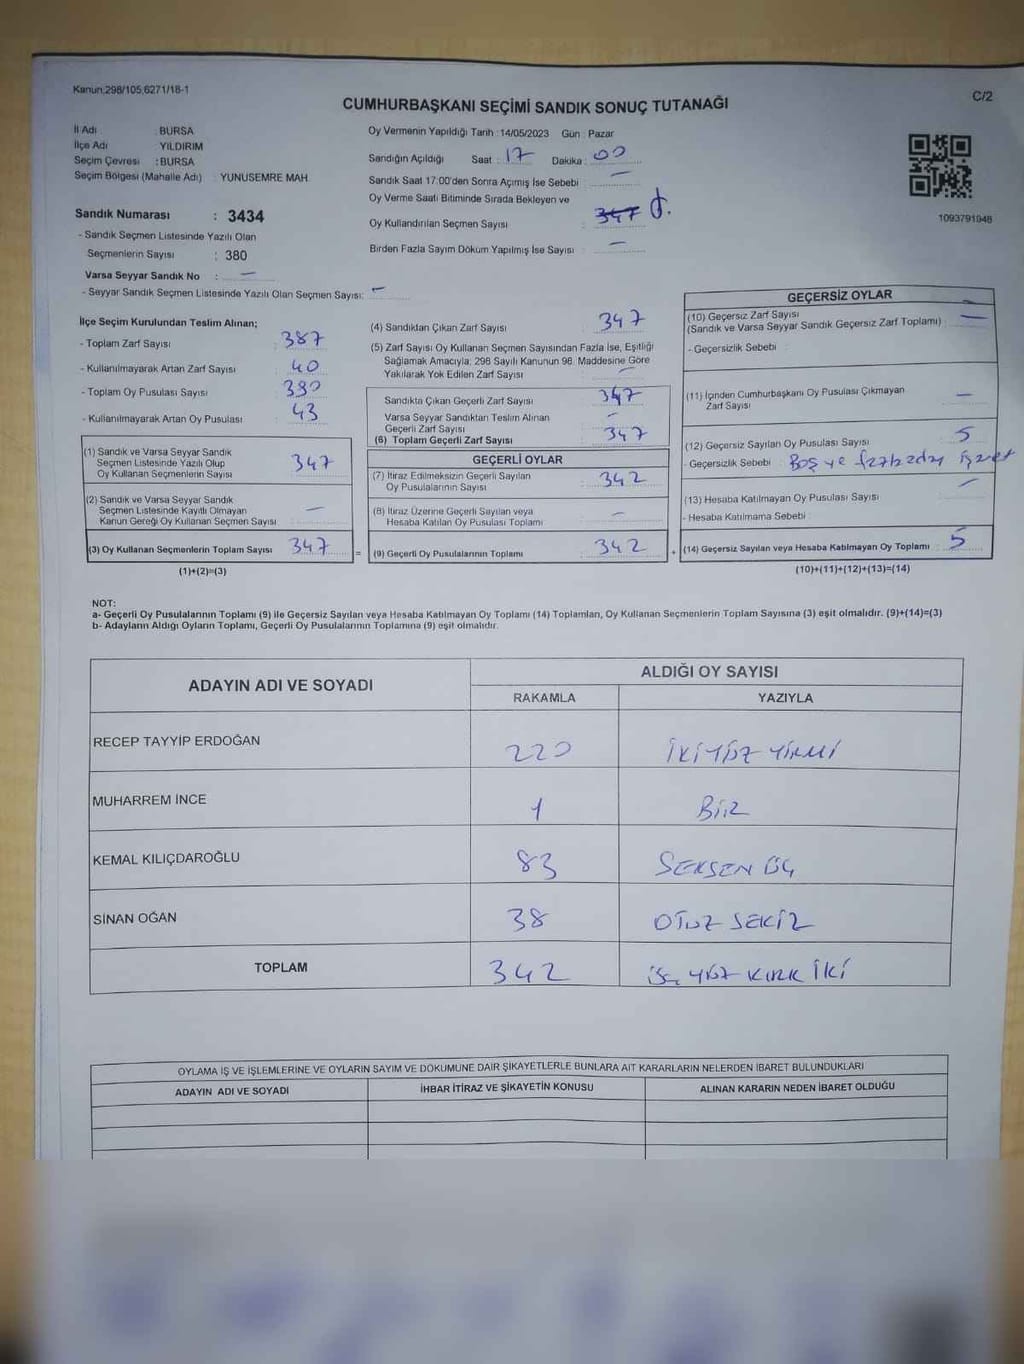 Kanun;298/105,6271/18-1
C/2
CUMHURBAŞKANI SEÇİMİ SANDIK SONUÇ TUTANAĞI
İl Adı : BURSA
İlçe Adı YILDIRIM
Seçim Çevresi : BURSA
Seçim Bölgesi (Mahalle Adı) : YUNUSEMRE MAH.
Sandık Numarası : 3434
- Sandık Seçmen Listesinde Yazılı Olan
Seçmenlerin Sayısı : 380
Varsa Seyyar Sandık No : —
- Seyyar Sandık Seçmen Listesinde Yazılı Olan Seçmen Sayısı: —
Oy Vermenin Yapıldığı Tarih : 14/05/2023 Gün : Pazar
Sandığın Açıldığı Saat : 17 Dakika : 00
Sandık Saat 17:00'den Sonra Açımış İse Sebebi : —
Oy Verme Saati Bitiminde Sırada Bekleyen ve
Oy Kullandırılan Seçmen Sayısı : 347
Birden Fazla Sayım Döküm Yapılmış İse Sayısı : —
1093791948
İlçe Seçim Kurulundan Teslim Alınan;
- Toplam Zarf Sayısı : 387
- Kullanılmayarak Artan Zarf Sayısı : 40
- Toplam Oy Pusulası Sayısı : 390
- Kullanılmayarak Artan Oy Pusulası : 43
(1) Sandık ve Varsa Seyyar Sandık
Seçmen Listesinde Yazılı Olup
Oy Kullanan Seçmenlerin Sayısı 347
(2) Sandık ve Varsa Seyyar Sandık
Seçmen Listesinde Kayıtlı Olmayan
Kanun Gereği Oy Kullanan Seçmen Sayısı —
(3) Oy Kullanan Seçmenlerin Toplam Sayısı 347
(1)+(2)=(3)
(4) Sandıktan Çıkan Zarf Sayısı : 347
(5) Zarf Sayısı Oy Kullanan Seçmen Sayısından Fazla İse, Eşitliği
Sağlamak Amacıyla; 298 Sayılı Kanunun 98. Maddesine Göre
Yakılarak Yok Edilen Zarf Sayısı : —
Sandıkta Çıkan Geçerli Zarf Sayısı : 347
Varsa Seyyar Sandıktan Teslim Alınan
Geçerli Zarf Sayısı : —
(6) Toplam Geçerli Zarf Sayısı : 347
GEÇERLİ OYLAR
(7) İtiraz Edilmeksizin Geçerli Sayılan
Oy Pusulalarının Sayısı : 342
(8) İtiraz Üzerine Geçerli Sayılan veya
Hesaba Katılan Oy Pusulası Toplamı : —
= (9) Geçerli Oy Pusulalarının Toplamı : 342
GEÇERSİZ OYLAR
(10) Geçersiz Zarf Sayısı
(Sandık ve Varsa Seyyar Sandık Geçersiz Zarf Toplamı) : —
- Geçersizlik Sebebi :
(11) İçinden Cumhurbaşkanı Oy Pusulası Çıkmayan
Zarf Sayısı : —
(12) Geçersiz Sayılan Oy Pusulası Sayısı : 5
- Geçersizlik Sebebi : Boş ve fazladan işaret
(13) Hesaba Katılmayan Oy Pusulası Sayısı : —
- Hesaba Katılmama Sebebi :
+ (14) Geçersiz Sayılan veya Hesaba Katılmayan Oy Toplamı : 5
(10)+(11)+(12)+(13)=(14)
NOT:
a- Geçerli Oy Pusulalarının Toplamı (9) ile Geçersiz Sayılan veya Hesaba Katılmayan Oy Toplamı (14) Toplamları, Oy Kullanan Seçmenlerin Toplam Sayısına (3) eşit olmalıdır. (9)+(14)=(3)
b- Adayların Aldığı Oyların Toplamı, Geçerli Oy Pusulalarının Toplamına (9) eşit olmalıdır.
ADAYIN ADI VE SOYADI ALDIĞI OY SAYISI
RAKAMLA YAZIYLA
RECEP TAYYİP ERDOĞAN 220 İKİYÜZ YİRMİ
MUHARREM İNCE 1 BİR
KEMAL KILIÇDAROĞLU 83 SEKSEN ÜÇ
SİNAN OĞAN 38 OTUZ SEKİZ
TOPLAM 342 ÜÇ YÜZ KIRK İKİ
OYLAMA İŞ VE İŞLEMLERİNE VE OYLARIN SAYIM VE DÖKÜMÜNE DAİR ŞİKAYETLERLE BUNLARA AİT KARARLARIN NELERDEN İBARET BULUNDUKLARI
ADAYIN ADI VE SOYADI İHBAR İTİRAZ VE ŞİKAYETİN KONUSU ALINAN KARARIN NEDEN İBARET OLDUĞU